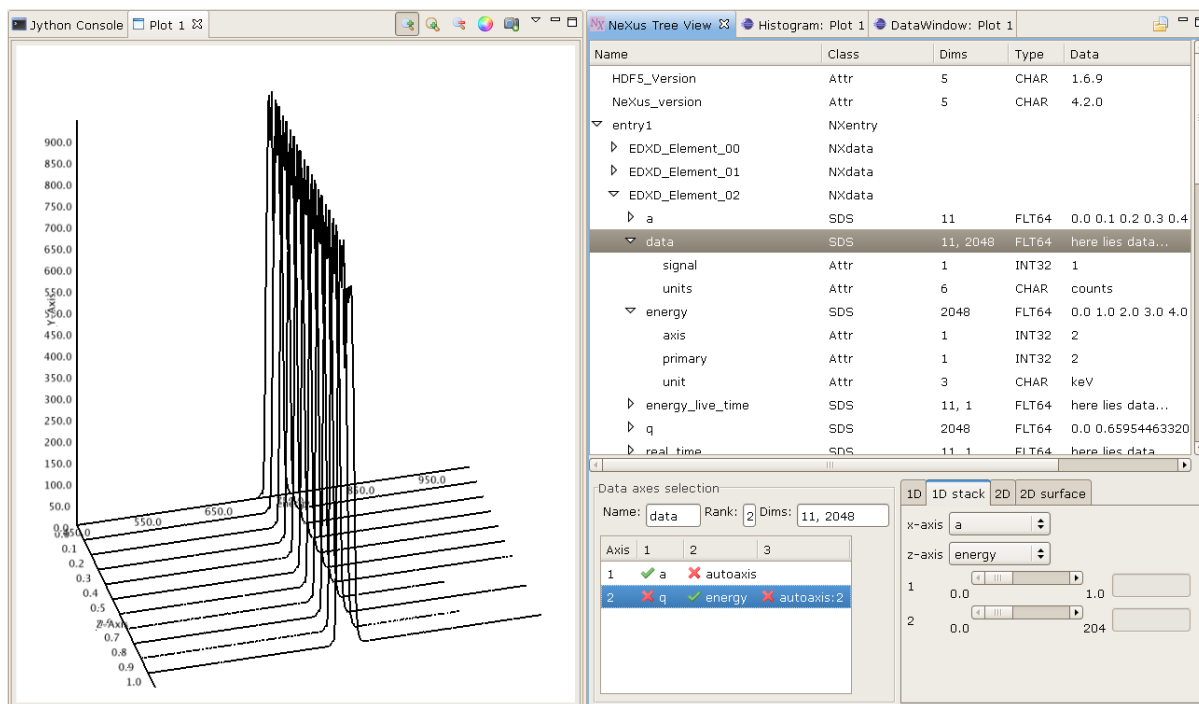 Jython Console Plot 1
900.0
850.0
800.0
750.0
700.0
650.0
600.0
550.0
500.0
450.0
400.0
350.0
300.0
250.0
200.0
150.0
100.0
50.0
0.0
Y-Axis
550.0 650.0 850.0 950.0
0.1
0.2
0.3
0.4
0.5
Z-Axis
0.7
0.8
0.9
1.0
NeXus Tree View Histogram: Plot 1 DataWindow: Plot 1
Name Class Dims Type Data
HDF5_Version Attr 5 CHAR 1.6.9
NeXus_version Attr 5 CHAR 4.2.0
entry1 NXentry
EDXD_Element_00 NXdata
EDXD_Element_01 NXdata
EDXD_Element_02 NXdata
a SDS 11 FLT64 0.0 0.1 0.2 0.3 0.4
data SDS 11, 2048 FLT64 here lies data...
signal Attr 1 INT32 1
units Attr 6 CHAR counts
energy SDS 2048 FLT64 0.0 1.0 2.0 3.0 4.0
axis Attr 1 INT32 2
primary Attr 1 INT32 2
unit Attr 3 CHAR keV
energy_live_time SDS 11, 1 FLT64 here lies data...
q SDS 2048 FLT64 0.0 0.65954463320
real_time SDS 11, 1 FLT64 here lies data
Data axes selection
Name: data Rank: 2 Dims: 11, 2048
Axis 1 2 3
1 a autoaxis
2 q energy autoaxis:2
1D 1D stack 2D 2D surface
x-axis a
z-axis energy
1 0.0 1.0
2 0.0 204